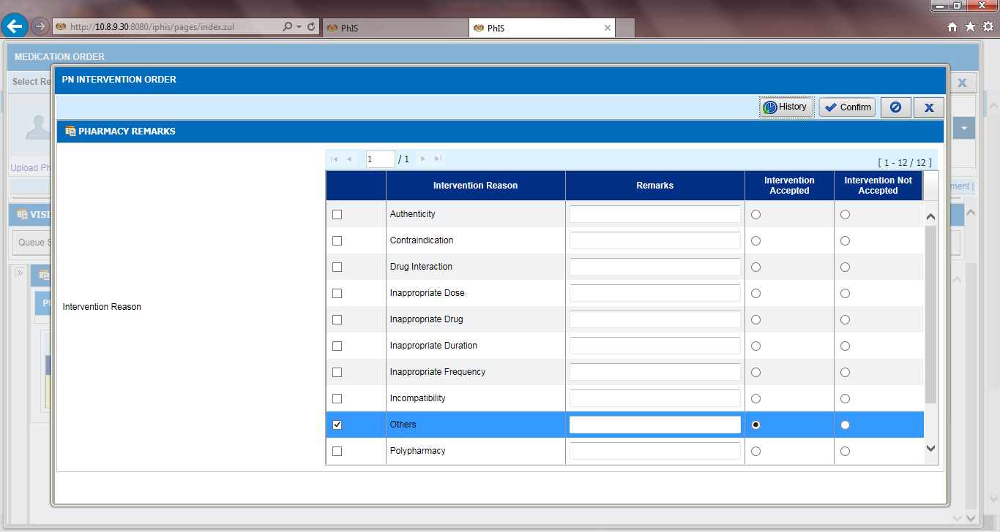 http://10.8.9.30:8080/iphis/pages/index.zul
PhIS
PhIS
MEDICATION ORDER
Select Re
PN INTERVENTION ORDER
X
History
Confirm
X
PHARMACY REMARKS
Upload Ph
1 / 1
[ 1 - 12 / 12 ]
Intervention Reason
Remarks
Intervention Accepted
Intervention Not Accepted
ment |
VISI
Queue S
Authenticity
Contraindication
Drug Interaction
Inappropriate Dose
Intervention Reason
Inappropriate Drug
Inappropriate Duration
Inappropriate Frequency
Incompatibility
Others
Polypharmacy